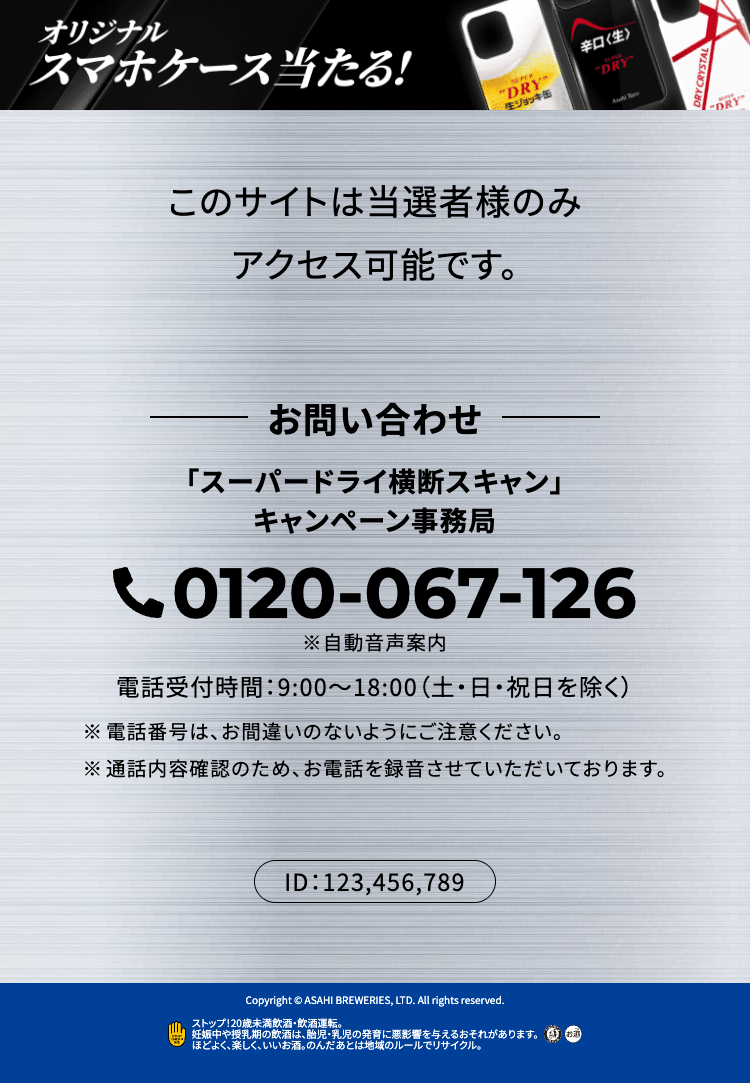 オリジナル
スマホケース当たる!
SUPER
"DRY"
生ジョッキ缶
辛口〈生〉
SUPER
"DRY"
Asahi Taro
DRY CRYSTAL
SUPER
"DRY"
このサイトは当選者様のみ
アクセス可能です。
お問い合わせ
「スーパードライ横断スキャン」
キャンペーン事務局
0120-067-126
※自動音声案内
電話受付時間：9:00〜18:00（土・日・祝日を除く）
※ 電話番号は、お間違いのないようにご注意ください。
※ 通話内容確認のため、お電話を録音させていただいております。
ID：123,456,789
Copyright © ASAHI BREWERIES, LTD. All rights reserved.
ストップ!20歳未満飲酒・飲酒運転。
妊娠中や授乳期の飲酒は、胎児・乳児の発育に悪影響を与えるおそれがあります。
ほどよく、楽しく、いいお酒。のんだあとは地域のルールでリサイクル。
お酒